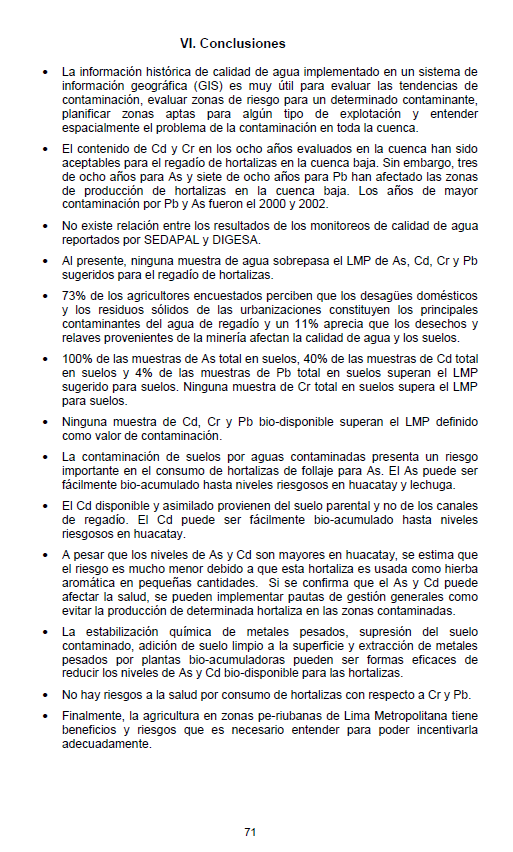 VI. Conclusiones
• La información histórica de calidad de agua implementado en un sistema de
información geográfica (GIS) es muy útil para evaluar las tendencias de
contaminación, evaluar zonas de riesgo para un determinado contaminante,
planificar zonas aptas para algún tipo de explotación y entender
espacialmente el problema de la contaminación en toda la cuenca.
• El contenido de Cd y Cr en los ocho años evaluados en la cuenca han sido
aceptables para el regadío de hortalizas en la cuenca baja. Sin embargo, tres
de ocho años para As y siete de ocho años para Pb han afectado las zonas
de producción de hortalizas en la cuenca baja. Los años de mayor
contaminación por Pb y As fueron el 2000 y 2002.
• No existe relación entre los resultados de los monitoreos de calidad de agua
reportados por SEDAPAL y DIGESA.
• Al presente, ninguna muestra de agua sobrepasa el LMP de As, Cd, Cr y Pb
sugeridos para el regadío de hortalizas.
• 73% de los agricultores encuestados perciben que los desagües domésticos
y los residuos sólidos de las urbanizaciones constituyen los principales
contaminantes del agua de regadío y un 11% aprecia que los desechos y
relaves provenientes de la minería afectan la calidad de agua y los suelos.
• 100% de las muestras de As total en suelos, 40% de las muestras de Cd total
en suelos y 4% de las muestras de Pb total en suelos superan el LMP
sugerido para suelos. Ninguna muestra de Cr total en suelos supera el LMP
para suelos.
• Ninguna muestra de Cd, Cr y Pb bio-disponible superan el LMP definido
como valor de contaminación.
• La contaminación de suelos por aguas contaminadas presenta un riesgo
importante en el consumo de hortalizas de follaje para As. El As puede ser
fácilmente bio-acumulado hasta niveles riesgosos en huacatay y lechuga.
• El Cd disponible y asimilado provienen del suelo parental y no de los canales
de regadío. El Cd puede ser fácilmente bio-acumulado hasta niveles
riesgosos en huacatay.
• A pesar que los niveles de As y Cd son mayores en huacatay, se estima que
el riesgo es mucho menor debido a que esta hortaliza es usada como hierba
aromática en pequeñas cantidades. Si se confirma que el As y Cd puede
afectar la salud, se pueden implementar pautas de gestión generales como
evitar la producción de determinada hortaliza en las zonas contaminadas.
• La estabilización química de metales pesados, supresión del suelo
contaminado, adición de suelo limpio a la superficie y extracción de metales
pesados por plantas bio-acumuladoras pueden ser formas eficaces de
reducir los niveles de As y Cd bio-disponible para las hortalizas.
• No hay riesgos a la salud por consumo de hortalizas con respecto a Cr y Pb.
• Finalmente, la agricultura en zonas pe-riubanas de Lima Metropolitana tiene
beneficios y riesgos que es necesario entender para poder incentivarla
adecuadamente.
71